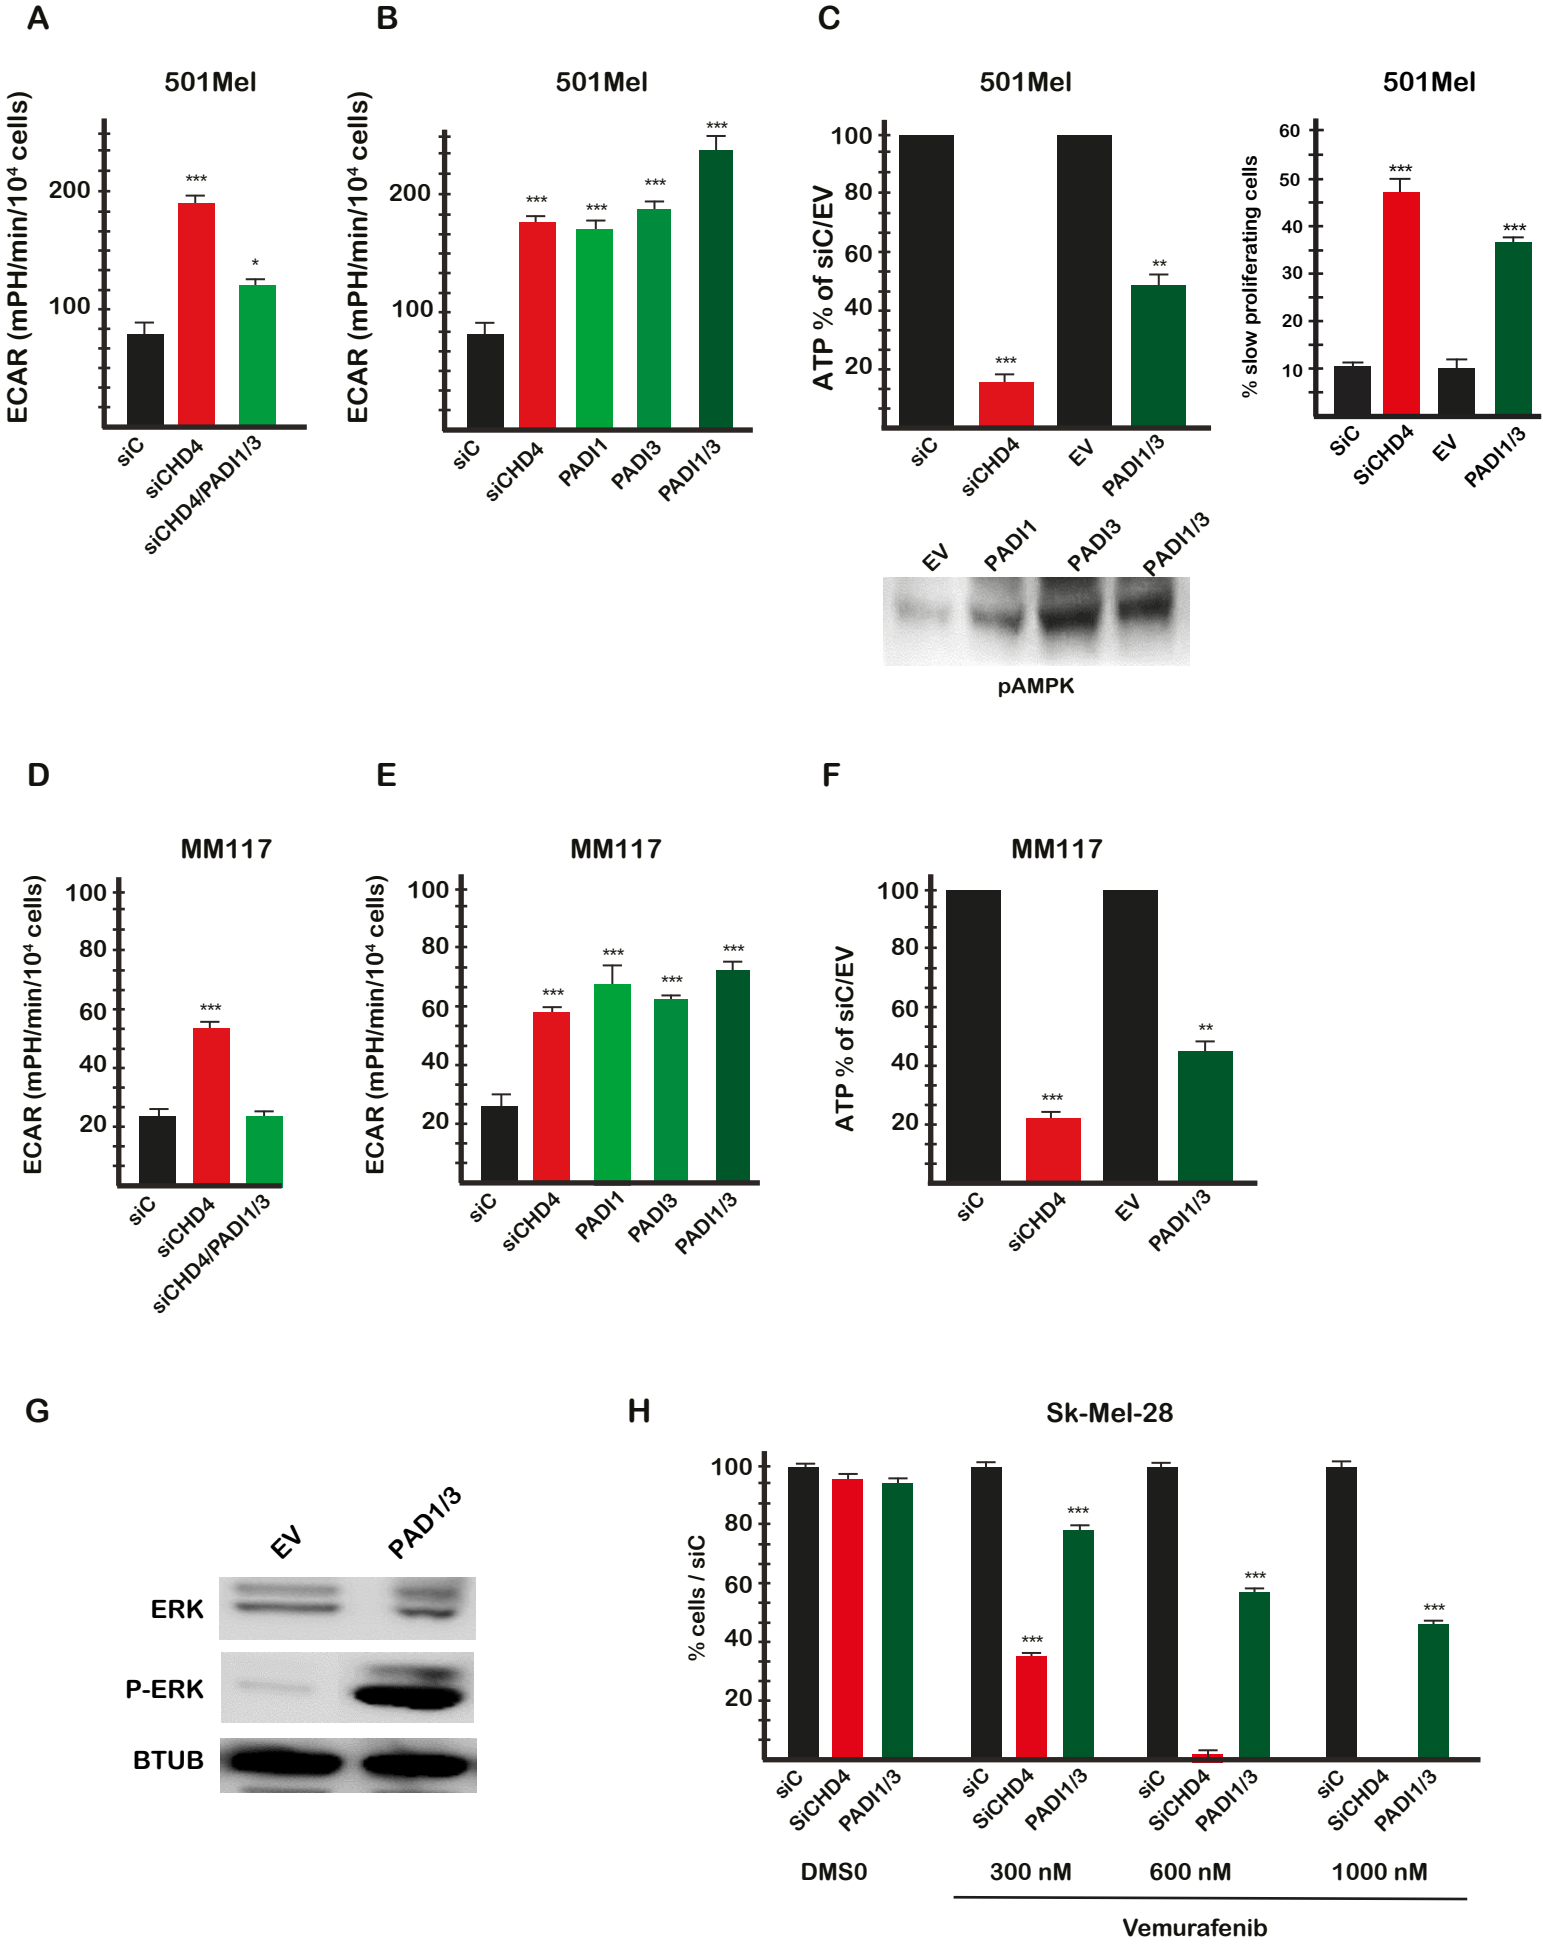 A
501Mel
ECAR (mPH/min/10⁴ cells)
200
100
***
*
siC
siCHD4
siCHD4/PADI1/3
B
501Mel
ECAR (mPH/min/10⁴ cells)
200
100
***
***
***
***
siC
siCHD4
PADI1
PADI3
PADI1/3
C
501Mel
ATP % of siC/EV
100
80
60
40
20
***
**
siC
siCHD4
EV
PADI1/3
501Mel
% slow proliferating cells
60
50
40
30
20
10
***
***
SiC
SiCHD4
EV
PADI1/3
EV
PADI1
PADI3
PADI1/3
pAMPK
D
MM117
ECAR (mPH/min/10⁴ cells)
100
80
60
40
20
***
siC
siCHD4
siCHD4/PADI1/3
E
MM117
ECAR (mPH/min/10⁴ cells)
100
80
60
40
20
***
***
***
***
siC
siCHD4
PADI1
PADI3
PADI1/3
F
MM117
ATP % of siC/EV
100
80
60
40
20
***
**
siC
siCHD4
EV
PADI1/3
G
EV
PAD1/3
ERK
P-ERK
BTUB
H
Sk-Mel-28
% cells / siC
100
80
60
40
20
***
***
***
***
siC
SiCHD4
PADI1/3
siC
SiCHD4
PADI1/3
siC
SiCHD4
PADI1/3
siC
SiCHD4
PADI1/3
DMS0
300 nM
600 nM
1000 nM
Vemurafenib